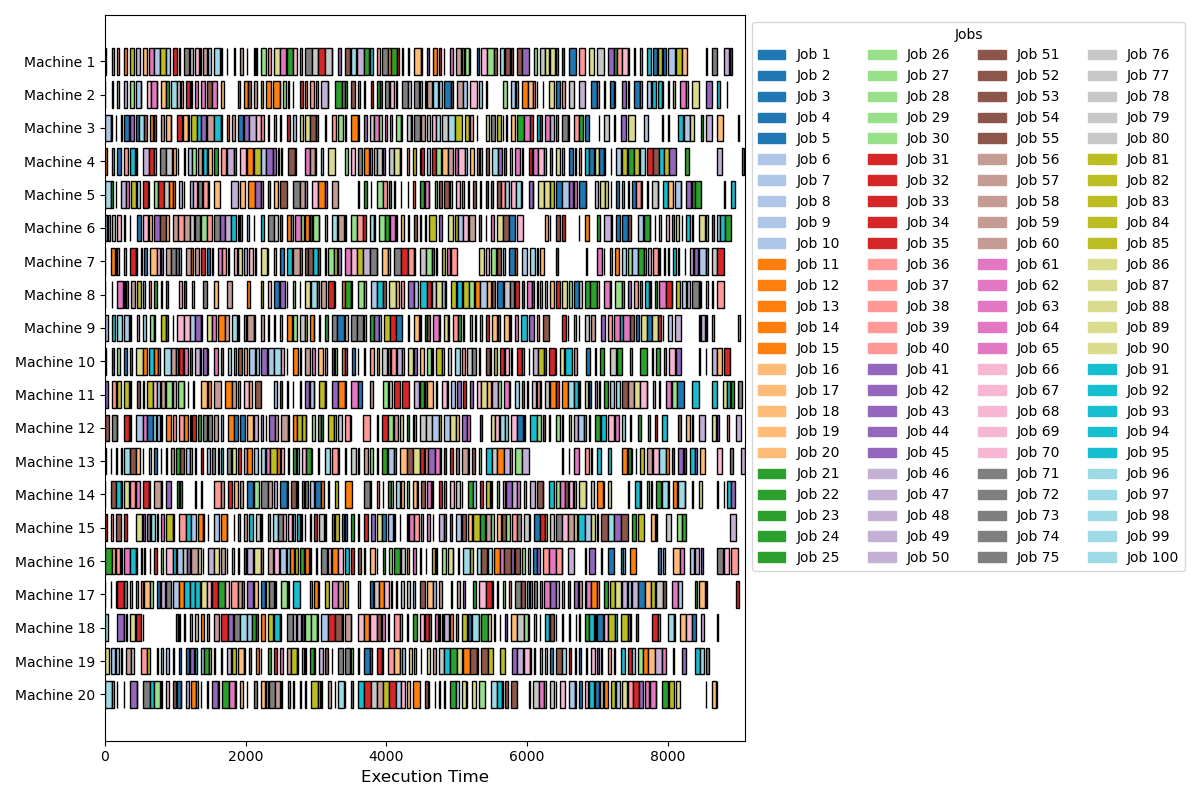 Machine 1
Machine 2
Machine 3
Machine 4
Machine 5
Machine 6
Machine 7
Machine 8
Machine 9
Machine 10
Machine 11
Machine 12
Machine 13
Machine 14
Machine 15
Machine 16
Machine 17
Machine 18
Machine 19
Machine 20
0 2000 4000 6000 8000
Execution Time
Jobs
Job 1 Job 26 Job 51 Job 76
Job 2 Job 27 Job 52 Job 77
Job 3 Job 28 Job 53 Job 78
Job 4 Job 29 Job 54 Job 79
Job 5 Job 30 Job 55 Job 80
Job 6 Job 31 Job 56 Job 81
Job 7 Job 32 Job 57 Job 82
Job 8 Job 33 Job 58 Job 83
Job 9 Job 34 Job 59 Job 84
Job 10 Job 35 Job 60 Job 85
Job 11 Job 36 Job 61 Job 86
Job 12 Job 37 Job 62 Job 87
Job 13 Job 38 Job 63 Job 88
Job 14 Job 39 Job 64 Job 89
Job 15 Job 40 Job 65 Job 90
Job 16 Job 41 Job 66 Job 91
Job 17 Job 42 Job 67 Job 92
Job 18 Job 43 Job 68 Job 93
Job 19 Job 44 Job 69 Job 94
Job 20 Job 45 Job 70 Job 95
Job 21 Job 46 Job 71 Job 96
Job 22 Job 47 Job 72 Job 97
Job 23 Job 48 Job 73 Job 98
Job 24 Job 49 Job 74 Job 99
Job 25 Job 50 Job 75 Job 100